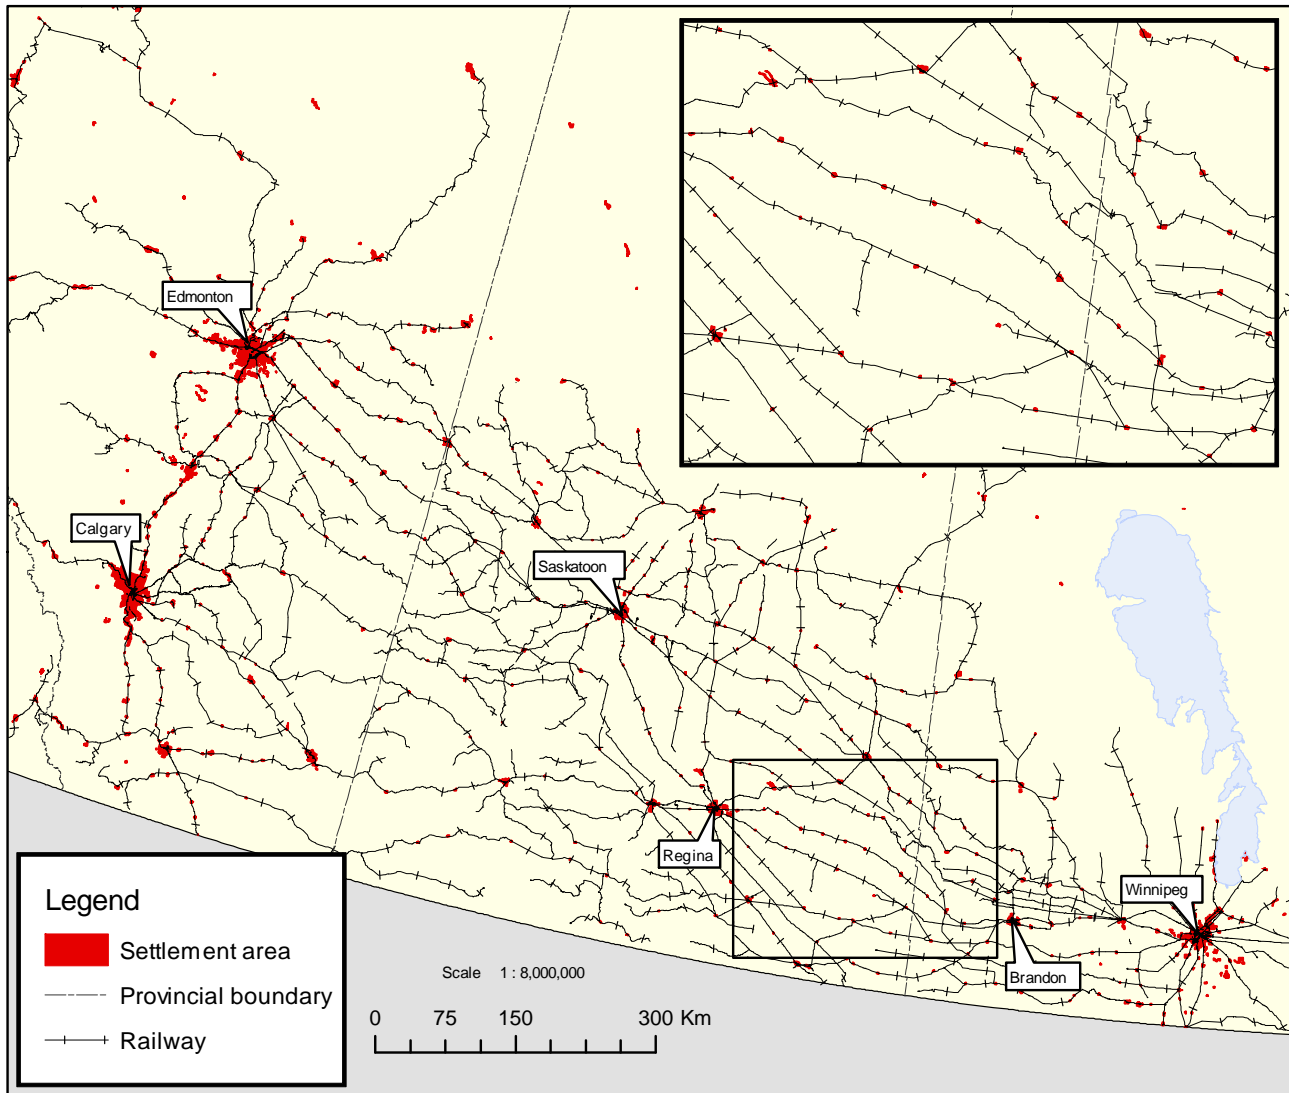 Edmonton
Calgary
Saskatoon
Regina
Winnipeg
Brandon
Legend
Settlement area
Provincial boundary
Railway
Scale 1 : 8,000,000
0 75 150 300 Km